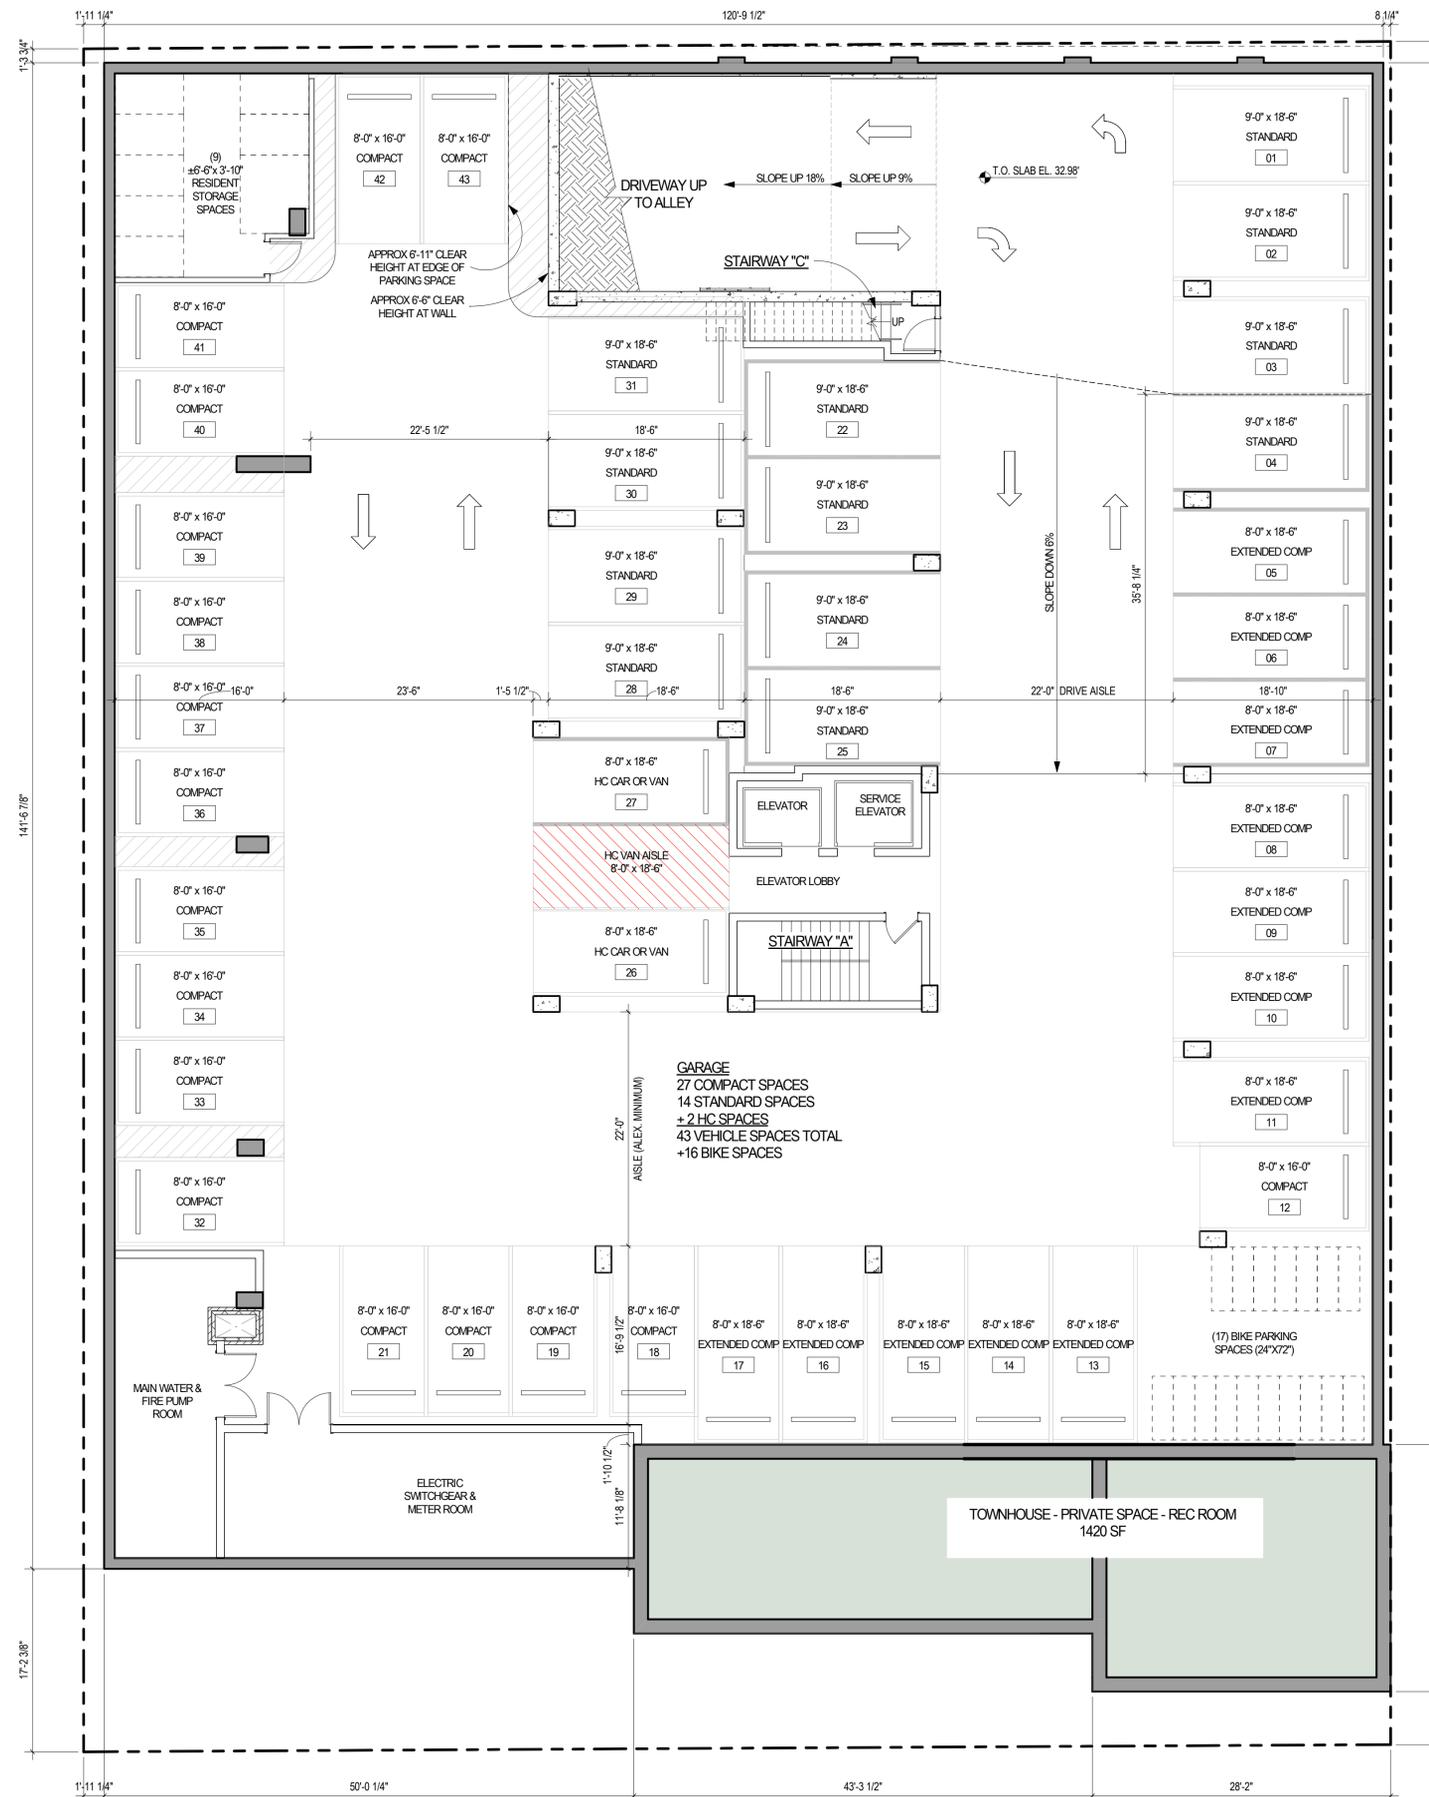 1'-11 1/4"
120'-9 1/2"
8 1/4"
1'-3 3/4"
141'-6 7/8"
17'-2 3/8"
(9)
±6'-6"x 3'-10"
RESIDENT
STORAGE
SPACES
8'-0" x 16'-0"
COMPACT
42
8'-0" x 16'-0"
COMPACT
43
DRIVEWAY UP
TO ALLEY
SLOPE UP 18%
SLOPE UP 9%
T.O. SLAB EL. 32.98'
APPROX 6'-11" CLEAR
HEIGHT AT EDGE OF
PARKING SPACE
APPROX 6'-6" CLEAR
HEIGHT AT WALL
STAIRWAY "C"
UP
9'-0" x 18'-6"
STANDARD
01
9'-0" x 18'-6"
STANDARD
02
9'-0" x 18'-6"
STANDARD
03
9'-0" x 18'-6"
STANDARD
04
8'-0" x 18'-6"
EXTENDED COMP
05
8'-0" x 18'-6"
EXTENDED COMP
06
8'-0" x 18'-6"
EXTENDED COMP
07
8'-0" x 18'-6"
EXTENDED COMP
08
8'-0" x 18'-6"
EXTENDED COMP
09
8'-0" x 18'-6"
EXTENDED COMP
10
8'-0" x 18'-6"
EXTENDED COMP
11
8'-0" x 16'-0"
COMPACT
12
8'-0" x 16'-0"
COMPACT
41
8'-0" x 16'-0"
COMPACT
40
8'-0" x 16'-0"
COMPACT
39
8'-0" x 16'-0"
COMPACT
38
8'-0" x 16'-0"
COMPACT
37
8'-0" x 16'-0"
COMPACT
36
8'-0" x 16'-0"
COMPACT
35
8'-0" x 16'-0"
COMPACT
34
8'-0" x 16'-0"
COMPACT
33
8'-0" x 16'-0"
COMPACT
32
22'-5 1/2"
18'-6"
9'-0" x 18'-6"
STANDARD
31
9'-0" x 18'-6"
STANDARD
30
9'-0" x 18'-6"
STANDARD
29
9'-0" x 18'-6"
STANDARD
28
9'-0" x 18'-6"
STANDARD
22
9'-0" x 18'-6"
STANDARD
23
9'-0" x 18'-6"
STANDARD
24
9'-0" x 18'-6"
STANDARD
25
SLOPE DOWN 6%
35'-8 1/4"
16'-0"
23'-6"
1'-5 1/2"
18'-6"
18'-6"
22'-0" DRIVE AISLE
18'-10"
8'-0" x 18'-6"
HC CAR OR VAN
27
HC VAN AISLE
8'-0" x 18'-6"
8'-0" x 18'-6"
HC CAR OR VAN
26
ELEVATOR
SERVICE
ELEVATOR
ELEVATOR LOBBY
STAIRWAY "A"
22'-0"
AISLE (ALEX. MINIMUM)
GARAGE
27 COMPACT SPACES
14 STANDARD SPACES
+ 2 HC SPACES
43 VEHICLE SPACES TOTAL
+16 BIKE SPACES
8'-0" x 16'-0"
COMPACT
21
8'-0" x 16'-0"
COMPACT
20
8'-0" x 16'-0"
COMPACT
19
8'-0" x 16'-0"
COMPACT
18
8'-0" x 18'-6"
EXTENDED COMP
17
8'-0" x 18'-6"
EXTENDED COMP
16
8'-0" x 18'-6"
EXTENDED COMP
15
8'-0" x 18'-6"
EXTENDED COMP
14
8'-0" x 18'-6"
EXTENDED COMP
13
16'-9 1/2"
(17) BIKE PARKING
SPACES (24"X72")
MAIN WATER &
FIRE PUMP
ROOM
ELECTRIC
SWITCHGEAR &
METER ROOM
1'-10 1/2"
11'-8 1/8"
TOWNHOUSE - PRIVATE SPACE - REC ROOM
1420 SF
1'-11 1/4"
50'-0 1/4"
43'-3 1/2"
28'-2"